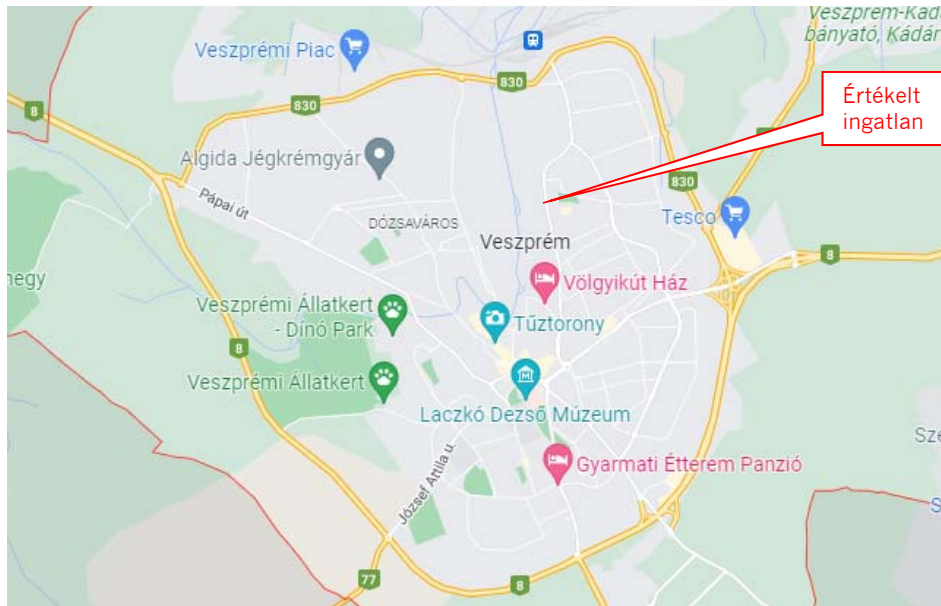 Veszprém-Kád
bányató, Kádár
Veszprémi Piac
8
830
830
Értékelt
ingatlan
Algida Jégkrémgyár
830
Pápai út
DÓZSAVÁROS
Tesco
Veszprém
8
negy
Völgyikút Ház
Veszprémi Állatkert
- Dínó Park
Tűztorony
8
Veszprémi Állatkert
Laczkó Dezső Múzeum
Szé
Gyarmati Étterem Panzió
József Attila u.
S
77
8